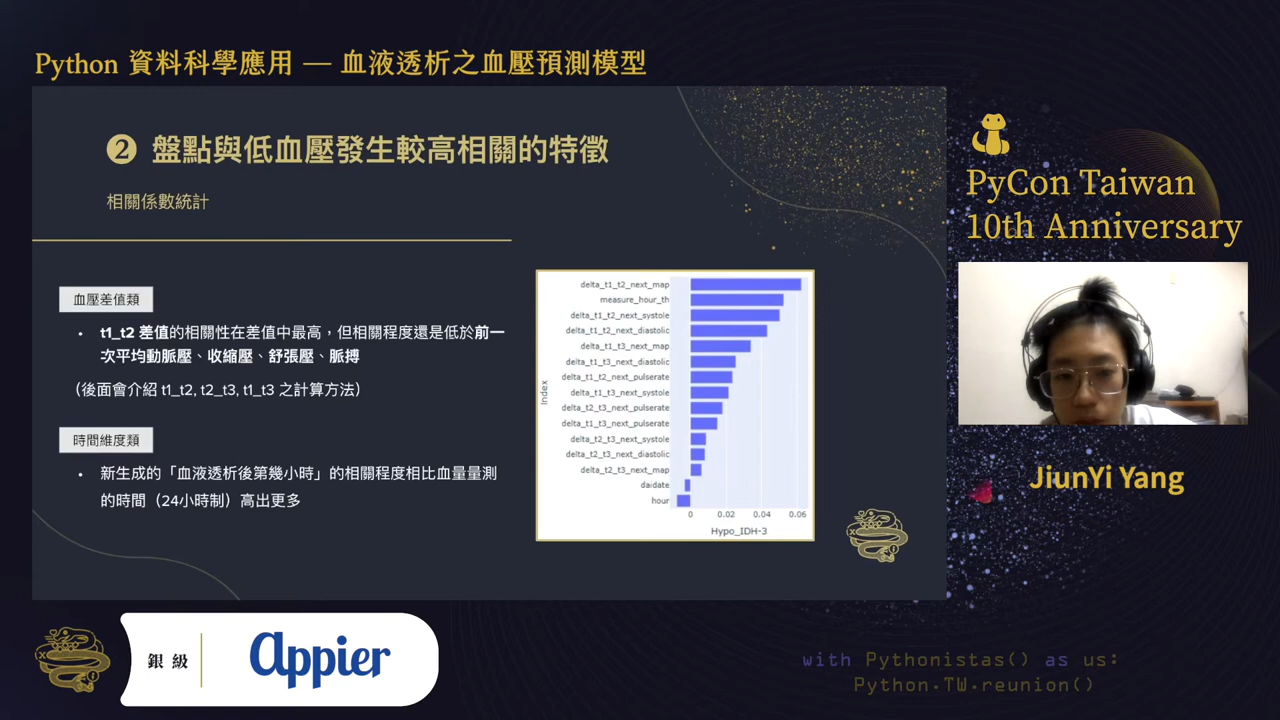 Python 資料科學應用 — 血液透析之血壓預測模型
❷ 盤點與低血壓發生較高相關的特徵
相關係數統計
血壓差值類
• t1_t2 差值的相關性在差值中最高，但相關程度還是低於前一
次平均動脈壓、收縮壓、舒張壓、脈搏
（後面會介紹 t1_t2, t2_t3, t1_t3 之計算方法）
時間維度類
• 新生成的「血液透析後第幾小時」的相關程度相比血量量測
的時間（24小時制）高出更多
Index
delta_t1_t2_next_map
measure_hour_th
delta_t1_t2_next_systole
delta_t1_t2_next_diastolic
delta_t1_t3_next_map
delta_t1_t3_next_diastolic
delta_t1_t2_next_pulserate
delta_t1_t3_next_systole
delta_t2_t3_next_pulserate
delta_t1_t3_next_pulserate
delta_t2_t3_next_systole
delta_t2_t3_next_diastolic
delta_t2_t3_next_map
daidate
hour
0 0.02 0.04 0.06
Hypo_IDH-3
PyCon Taiwan
10th Anniversary
JiunYi Yang
銀級
Appier
with Pythonistas() as us:
Python.TW.reunion()